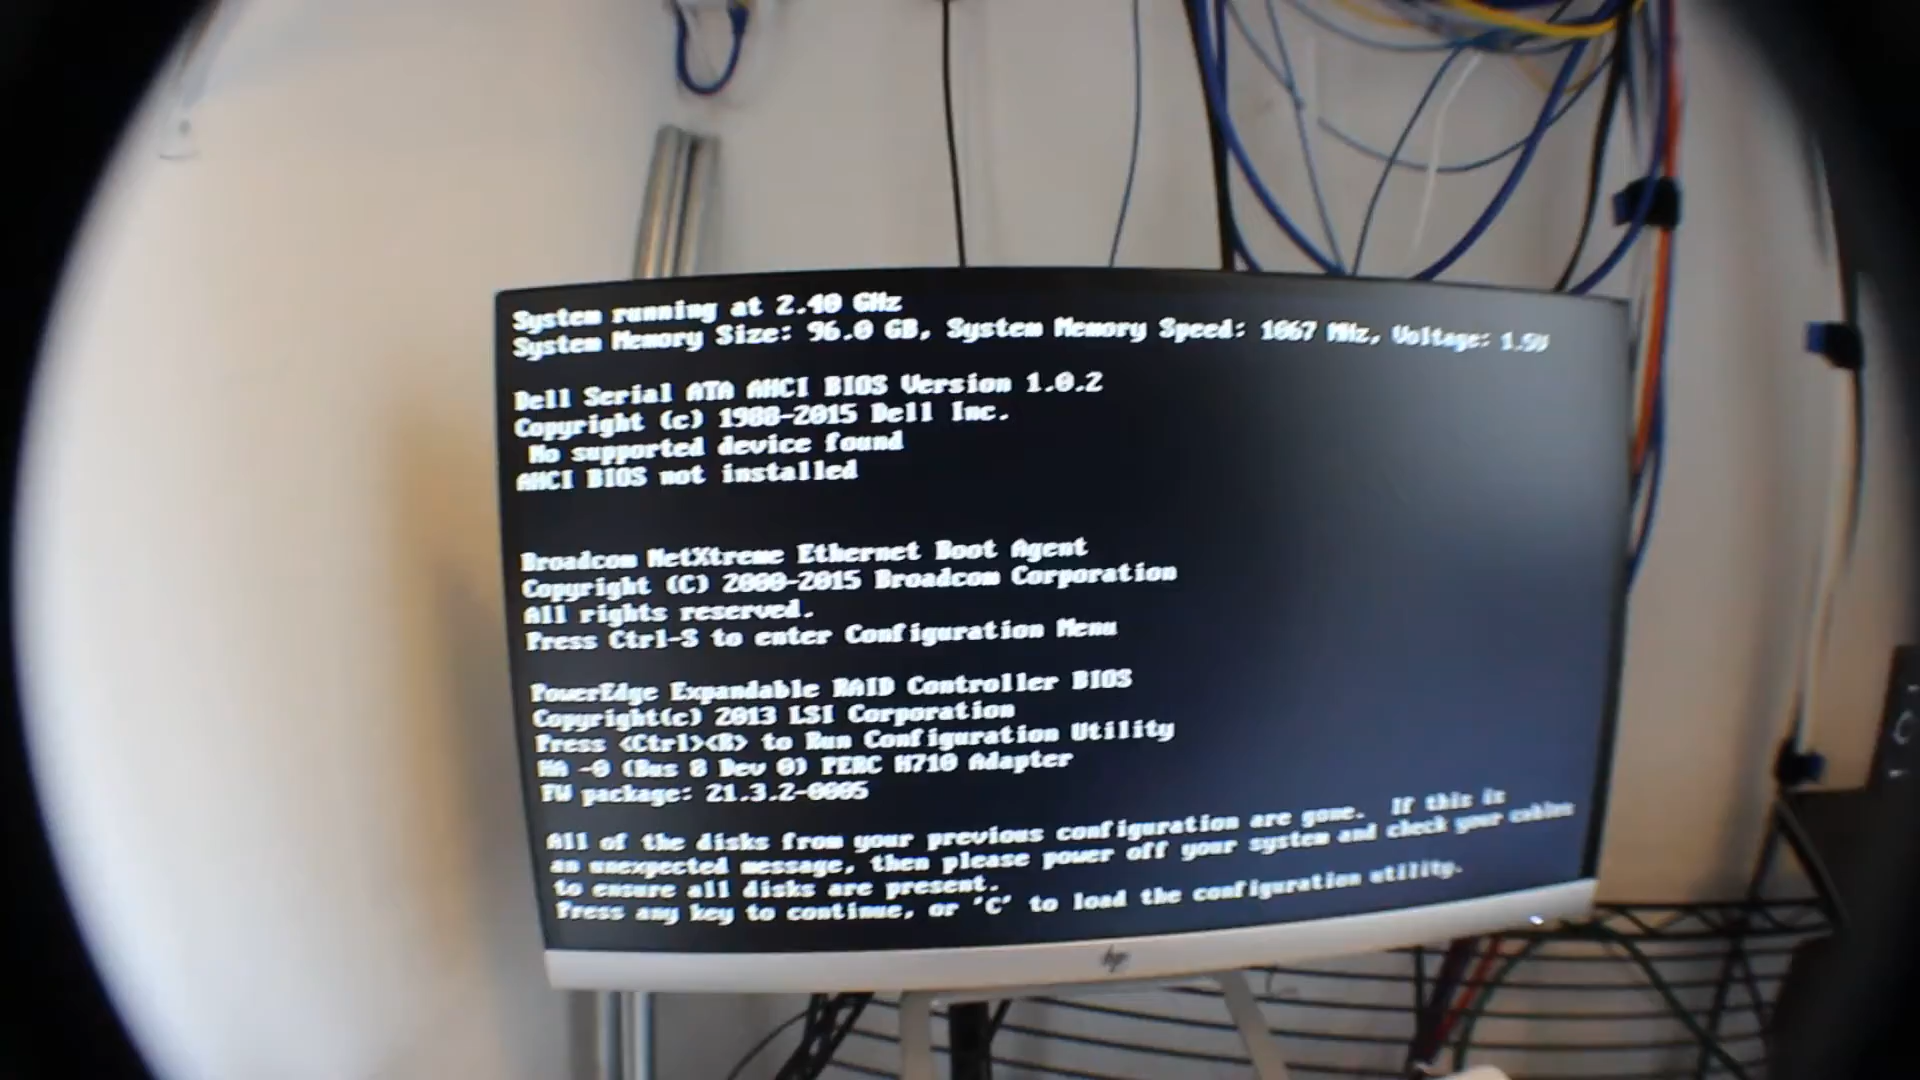 System running at 2.40 GHz
System Memory Size: 96.0 GB, System Memory Speed: 1067 MHz, Voltage: 1.5V
Dell Serial ATA AHCI BIOS Version 1.0.2
Copyright (c) 1988-2015 Dell Inc.
No supported device found
AHCI BIOS not installed
Broadcom NetXtreme Ethernet Boot Agent
Copyright (C) 2000-2015 Broadcom Corporation
All rights reserved.
Press Ctrl-S to enter Configuration Menu
PowerEdge Expandable RAID Controller BIOS
Copyright(c) 2013 LSI Corporation
Press <Ctrl><R> to Run Configuration Utility
HA -0 (Bus 8 Dev 0) PERC H710 Adapter
FW package: 21.3.2-0005
All of the disks from your previous configuration are gone. If this is
an unexpected message, then please power off your system and check your cables
to ensure all disks are present.
Press any key to continue, or 'C' to load the configuration utility.
hp